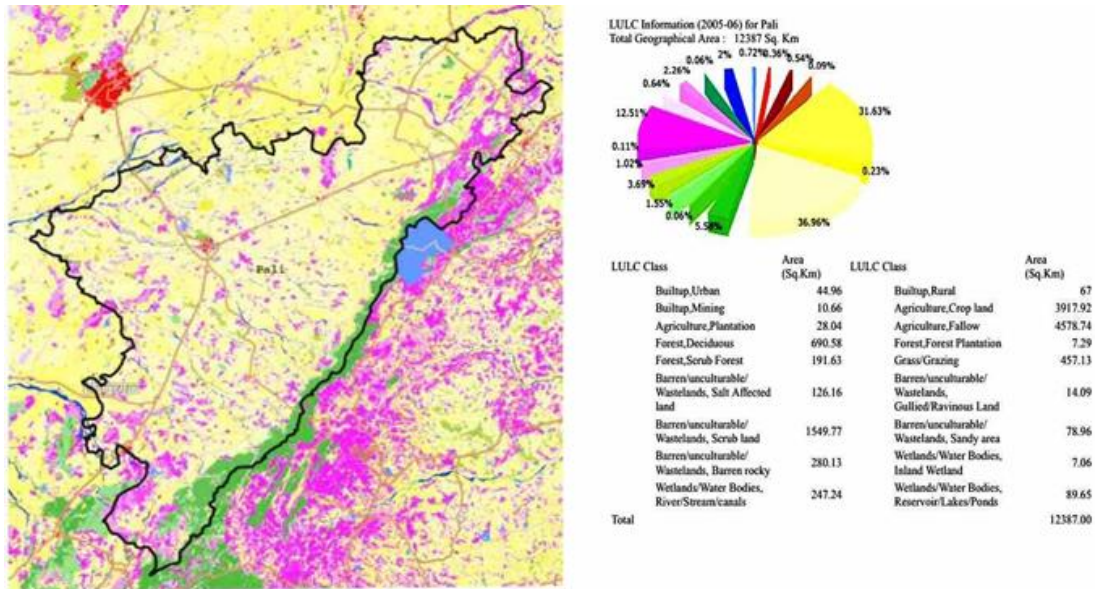 LULC Information (2005-06) for Pali
Total Geographical Area : 12387 Sq. Km
0.06%
2%
0.72%
0.36%
0.54%
0.09%
2.26%
0.64%
12.51%
31.63%
0.11%
1.02%
0.23%
3.69%
1.55%
0.06%
5.58%
36.96%
Pali
LULC Class Area (Sq.Km) LULC Class Area (Sq.Km)
Builtup,Urban 44.96 Builtup,Rural 67
Builtup,Mining 10.66 Agriculture,Crop land 3917.92
Agriculture,Plantation 28.04 Agriculture,Fallow 4578.74
Forest,Deciduous 690.58 Forest,Forest Plantation 7.29
Forest,Scrub Forest 191.63 Grass/Grazing 457.13
Barren/unculturable/ Barren/unculturable/
Wastelands, Salt Affected 126.16 Wastelands, 14.09
land Gullied/Ravinous Land
Barren/unculturable/ Barren/unculturable/
Wastelands, Scrub land 1549.77 Wastelands, Sandy area 78.96
Barren/unculturable/ Wetlands/Water Bodies,
Wastelands, Barren rocky 280.13 Inland Wetland 7.06
Wetlands/Water Bodies, Wetlands/Water Bodies,
River/Stream/canals 247.24 Reservoir/Lakes/Ponds 89.65
Total 12387.00